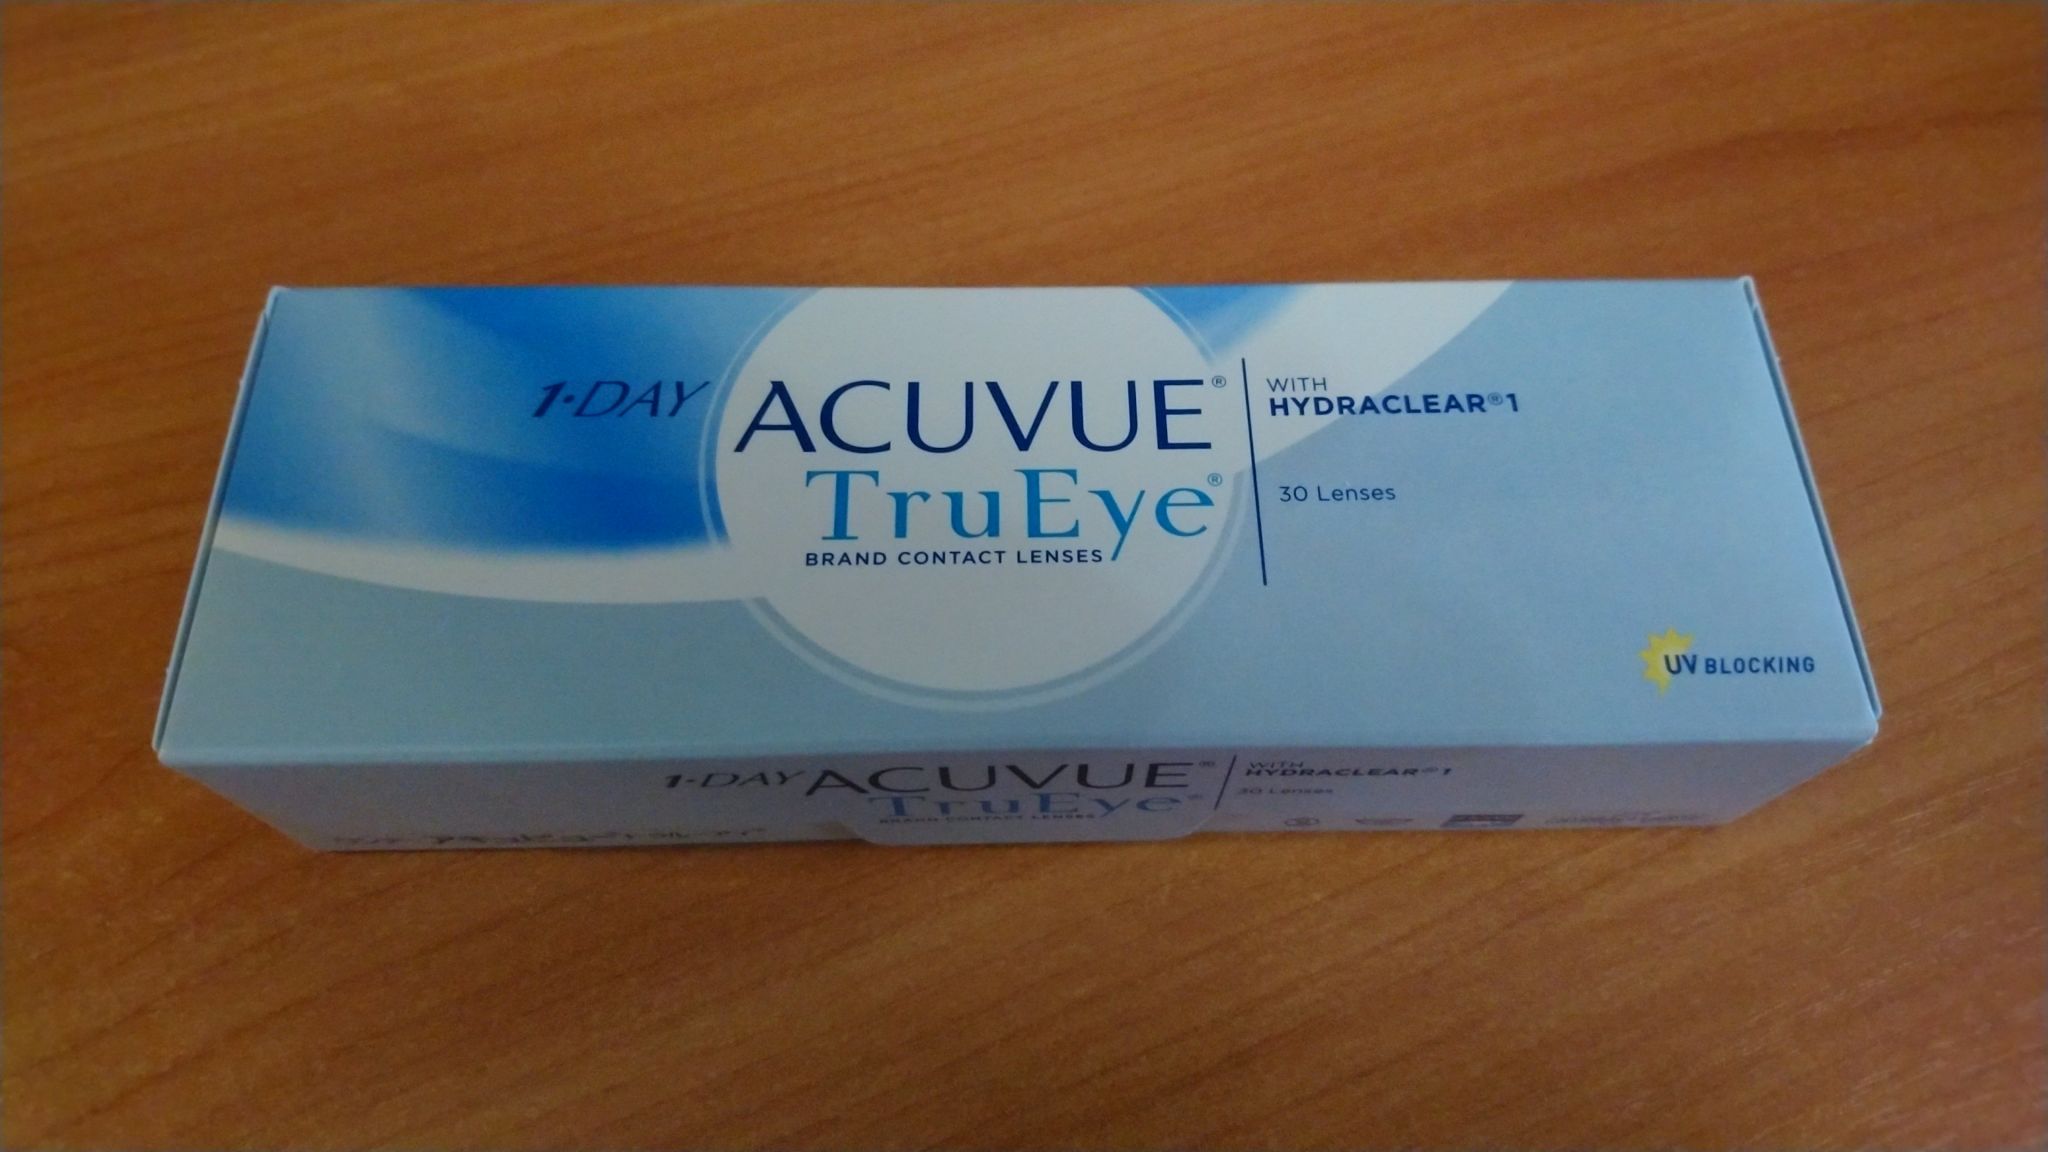 1·DAY ACUVUE®
TruEye®
BRAND CONTACT LENSES
WITH
HYDRACLEAR®1
30 Lenses
UV BLOCKING
1·DAY ACUVUE®
TruEye®
BRAND CONTACT LENSES
WITH
HYDRACLEAR®1
30 Lenses